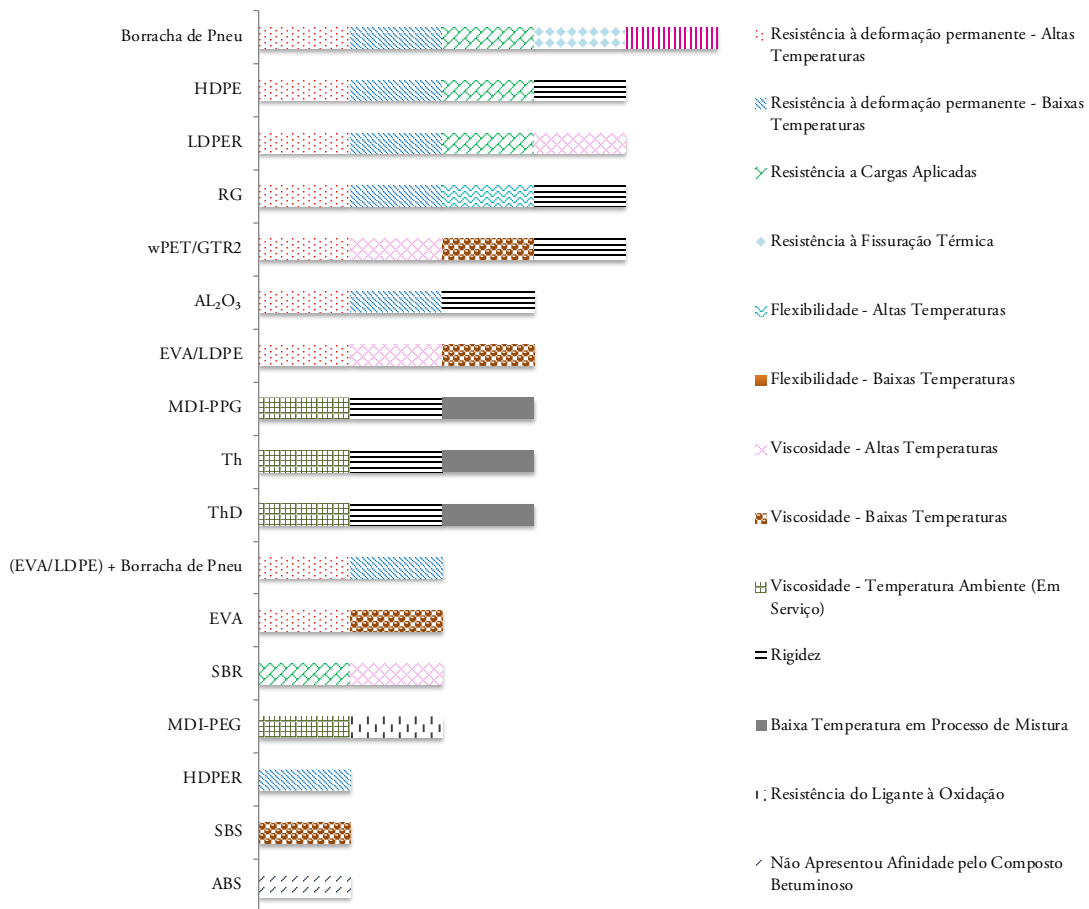 Borracha de Pneu
HDPE
LDPER
RG
wPET/GTR2
AL₂O₃
EVA/LDPE
MDI-PPG
Th
ThD
(EVA/LDPE) + Borracha de Pneu
EVA
SBR
MDI-PEG
HDPER
SBS
ABS
Resistência à deformação permanente - Altas
Temperaturas
Resistência à deformação permanente - Baixas
Temperaturas
Resistência a Cargas Aplicadas
Resistência à Fissuração Térmica
Flexibilidade - Altas Temperaturas
Flexibilidade - Baixas Temperaturas
Viscosidade - Altas Temperaturas
Viscosidade - Baixas Temperaturas
Viscosidade - Temperatura Ambiente (Em
Serviço)
Rigidez
Baixa Temperatura em Processo de Mistura
Resistência do Ligante à Oxidação
Não Apresentou Afinidade pelo Composto
Betuminoso